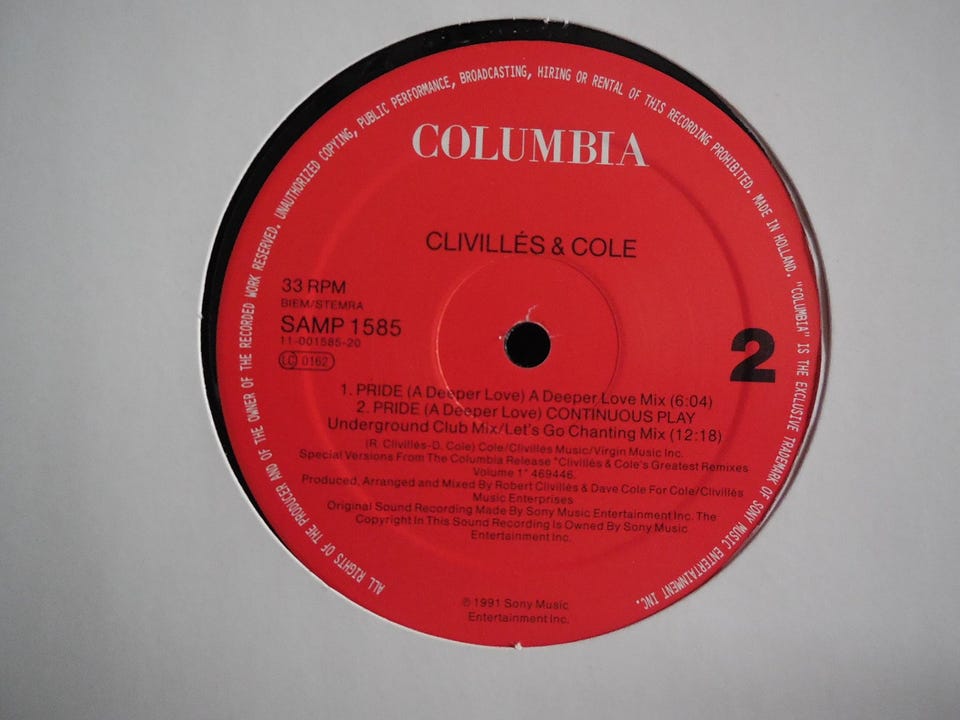 ALL RIGHTS OF THE PRODUCER AND OF THE OWNER OF THE RECORDED WORK RESERVED. UNAUTHORIZED COPYING, PUBLIC PERFORMANCE, BROADCASTING, HIRING OR RENTAL OF THIS RECORDING PROHIBITED. MADE IN HOLLAND. "COLUMBIA" IS THE EXCLUSIVE TRADEMARK OF SONY MUSIC ENTERTAINMENT INC.
COLUMBIA
CLIVILLÉS & COLE
33 RPM
BIEM/STEMRA
SAMP 1585
11-001585-20
LC 0162
2
1. PRIDE (A Deeper Love) A Deeper Love Mix (6:04)
2. PRIDE (A Deeper Love) CONTINUOUS PLAY
Underground Club Mix/Let's Go Chanting Mix (12:18)
(R. Clivillés-D. Cole) Cole/Clivillés Music/Virgin Music Inc.
Special Versions From The Columbia Release "Clivillés & Cole's Greatest Remixes
Volume 1" 469446.
Produced, Arranged and Mixed By Robert Clivillés & Dave Cole For Cole/Clivillés
Music Enterprises
Original Sound Recording Made By Sony Music Entertainment Inc. The
Copyright In This Sound Recording Is Owned By Sony Music
Entertainment Inc.
℗ 1991 Sony Music
Entertainment Inc.